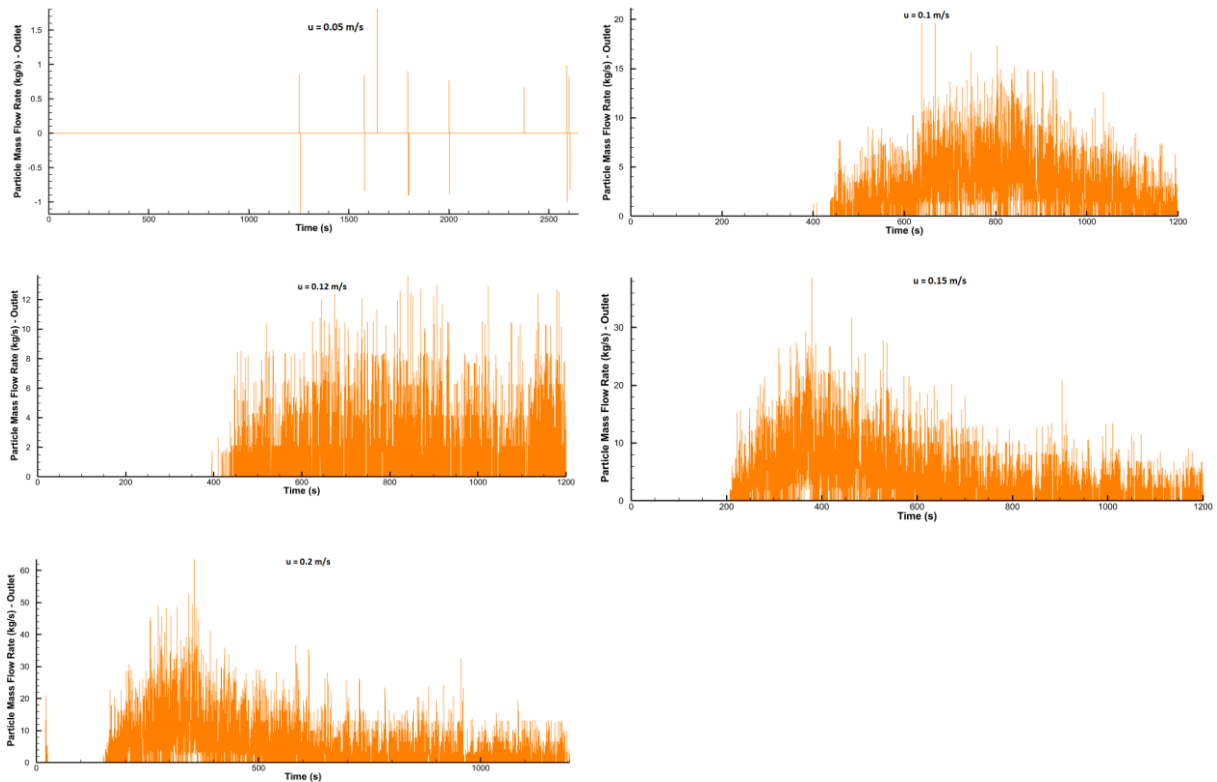 u = 0.05 m/s
Particle Mass Flow Rate (kg/s) - Outlet
1.5
1
0.5
0
-0.5
-1
0 500 1000 1500 2000 2500
Time (s)
u = 0.1 m/s
Particle Mass Flow Rate (kg/s) - Outlet
20
15
10
5
0
0 200 400 600 800 1000 1200
Time (s)
u = 0.12 m/s
Particle Mass Flow Rate (kg/s) - Outlet
12
10
8
6
4
2
0
0 200 400 600 800 1000 1200
Time (s)
u = 0.15 m/s
Particle Mass Flow Rate (kg/s) - Outlet
30
20
10
0
0 200 400 600 800 1000 1200
Time (s)
u = 0.2 m/s
Particle Mass Flow Rate (kg/s) - Outlet
60
50
40
30
20
10
0
0 500 1000
Time (s)